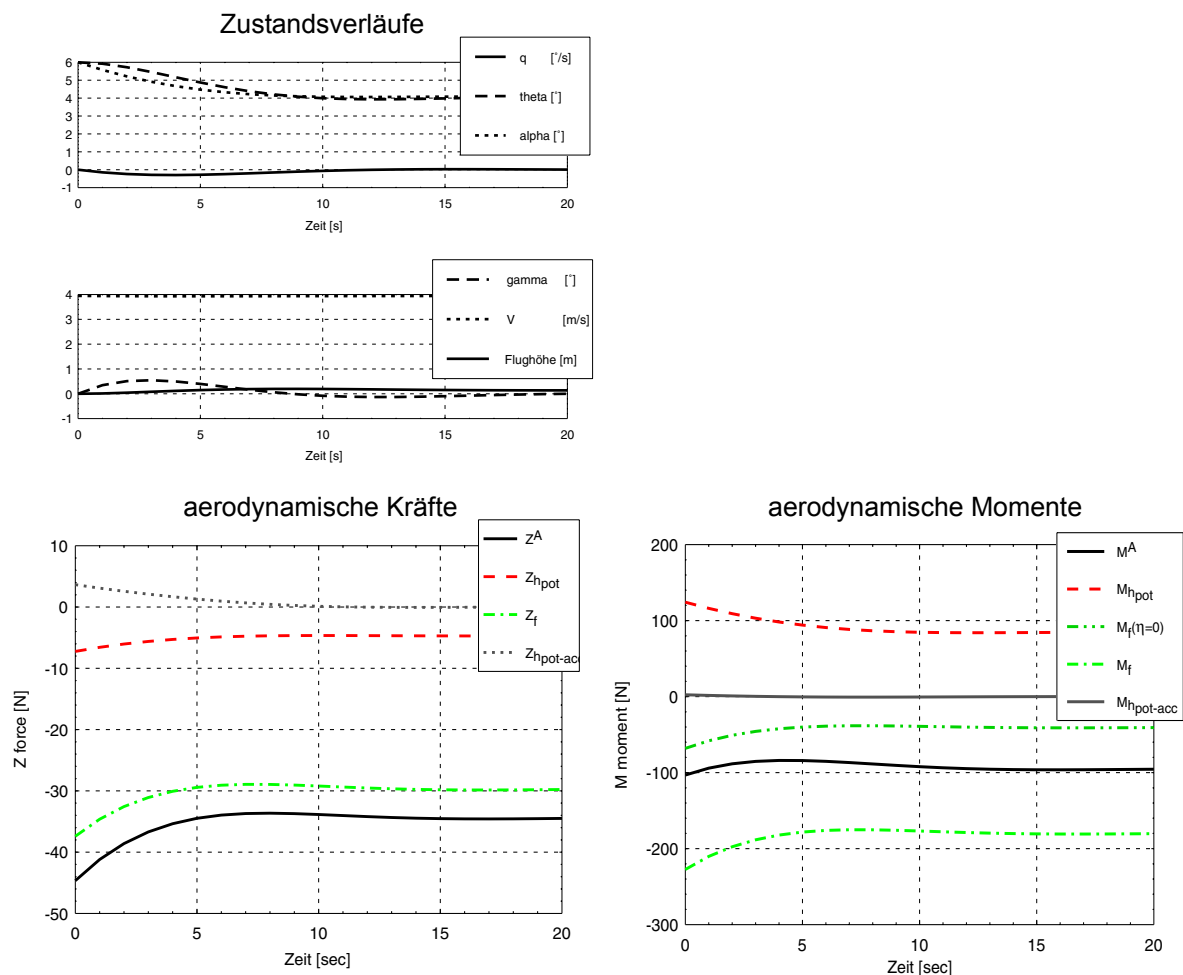 Zustandsverläufe
q [°/s]
theta [°]
alpha [°]
6
5
4
3
2
1
0
-1
0 5 10 15 20
Zeit [s]
gamma [°]
V [m/s]
Flughöhe [m]
4
3
2
1
0
-1
0 5 10 15 20
Zeit [s]
aerodynamische Kräfte
Z^A
Z_hpot
Z_f
Z_hpot-acc
10
0
-10
-20
-30
-40
-50
Z force [N]
0 5 10 15 20
Zeit [sec]
aerodynamische Momente
M^A
M_hpot
M_f(η=0)
M_f
M_hpot-acc
200
100
0
-100
-200
-300
M moment [N]
0 5 10 15 20
Zeit [sec]